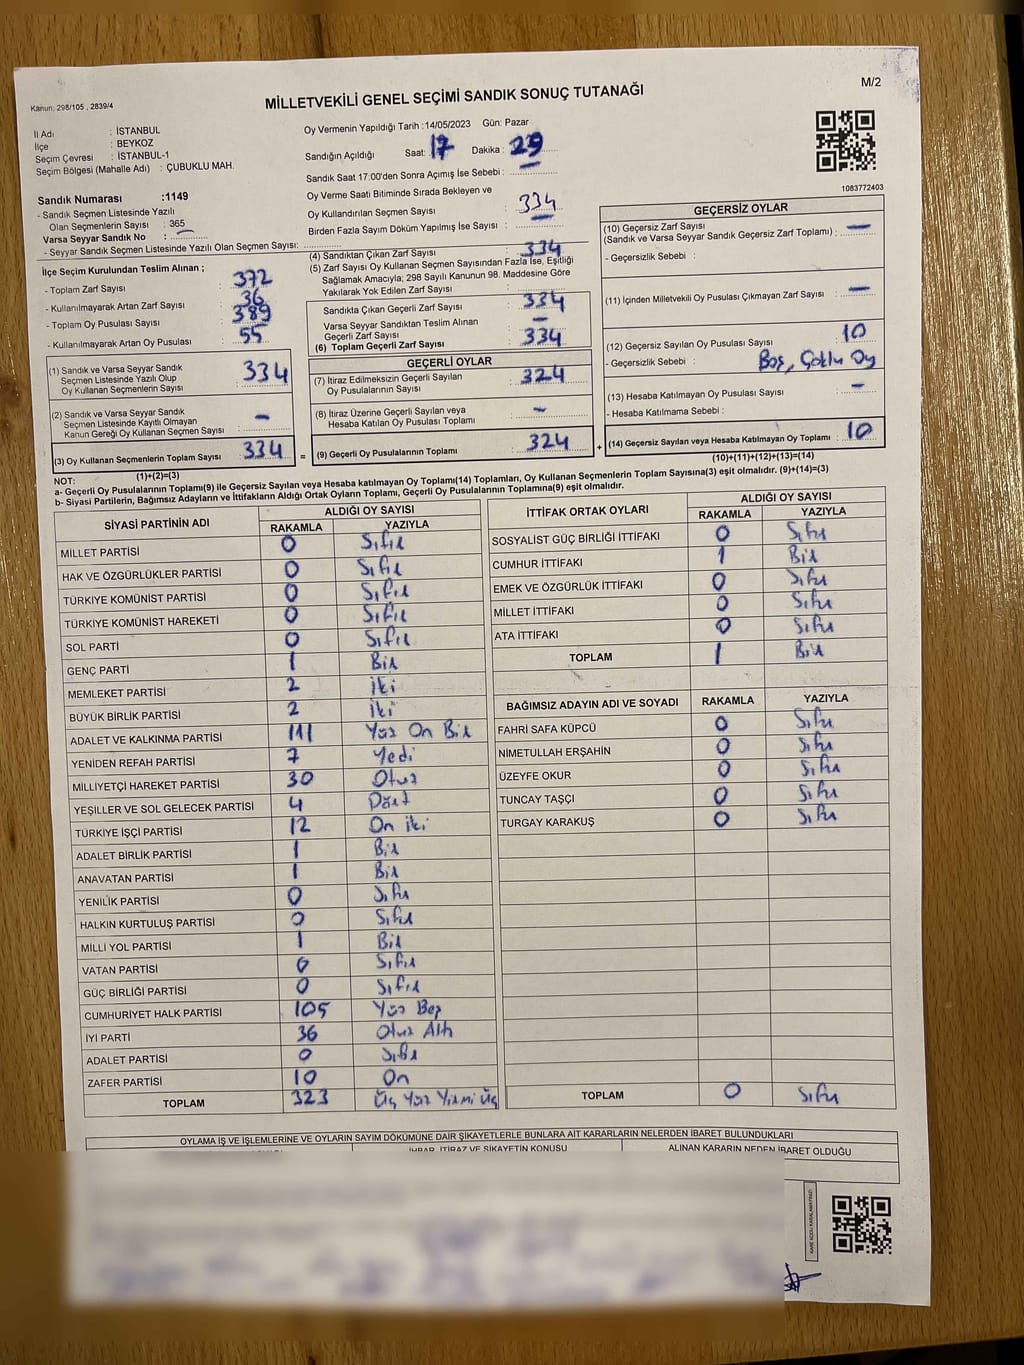 Kanun: 298/105 , 2839/4
MİLLETVEKİLİ GENEL SEÇİMİ SANDIK SONUÇ TUTANAĞI
M/2
İl Adı : İSTANBUL
İlçe : BEYKOZ
Seçim Çevresi : İSTANBUL-1
Seçim Bölgesi (Mahalle Adı) : ÇUBUKLU MAH.
Oy Vermenin Yapıldığı Tarih :14/05/2023 Gün: Pazar
Sandığın Açıldığı Saat: 17 Dakika : 29
Sandık Saat 17:00'den Sonra Açımış İse Sebebi :
Oy Verme Saati Bitiminde Sırada Bekleyen ve
Oy Kullandırılan Seçmen Sayısı : 334
Birden Fazla Sayım Döküm Yapılmış İse Sayısı :
1083772403
Sandık Numarası :1149
- Sandık Seçmen Listesinde Yazılı
Olan Seçmenlerin Sayısı : 365
Varsa Seyyar Sandık No :
- Seyyar Sandık Seçmen Listesinde Yazılı Olan Seçmen Sayısı:
İlçe Seçim Kurulundan Teslim Alınan ;
- Toplam Zarf Sayısı : 372
- Kullanılmayarak Artan Zarf Sayısı : 36
- Toplam Oy Pusulası Sayısı : 389
- Kullanılmayarak Artan Oy Pusulası : 55
(1) Sandık ve Varsa Seyyar Sandık
Seçmen Listesinde Yazılı Olup
Oy Kullanan Seçmenlerin Sayısı : 334
(2) Sandık ve Varsa Seyyar Sandık
Seçmen Listesinde Kayıtlı Olmayan
Kanun Gereği Oy Kullanan Seçmen Sayısı : -
(3) Oy Kullanan Seçmenlerin Toplam Sayısı : 334
(1)+(2)=(3)
(4) Sandıktan Çıkan Zarf Sayısı : 334
(5) Zarf Sayısı Oy Kullanan Seçmen Sayısından Fazla İse, Eşitliği
Sağlamak Amacıyla; 298 Sayılı Kanunun 98. Maddesine Göre
Yakılarak Yok Edilen Zarf Sayısı :
Sandıkta Çıkan Geçerli Zarf Sayısı : 334
Varsa Seyyar Sandıktan Teslim Alınan
Geçerli Zarf Sayısı : -
(6) Toplam Geçerli Zarf Sayısı : 334
GEÇERLİ OYLAR
(7) İtiraz Edilmeksizin Geçerli Sayılan
Oy Pusulalarının Sayısı : 324
(8) İtiraz Üzerine Geçerli Sayılan veya
Hesaba Katılan Oy Pusulası Toplamı : -
= (9) Geçerli Oy Pusulalarının Toplamı : 324 +
GEÇERSİZ OYLAR
(10) Geçersiz Zarf Sayısı
(Sandık ve Varsa Seyyar Sandık Geçersiz Zarf Toplamı) : -
- Geçersizlik Sebebi :
(11) İçinden Milletvekili Oy Pusulası Çıkmayan Zarf Sayısı : -
(12) Geçersiz Sayılan Oy Pusulası Sayısı : 10
- Geçersizlik Sebebi : Boş, Çoklu Oy
(13) Hesaba Katılmayan Oy Pusulası Sayısı : -
- Hesaba Katılmama Sebebi :
(14) Geçersiz Sayılan veya Hesaba Katılmayan Oy Toplamı : 10
(10)+(11)+(12)+(13)=(14)
NOT:
a- Geçerli Oy Pusulalarının Toplamı(9) ile Geçersiz Sayılan veya Hesaba katılmayan Oy Toplamı(14) Toplamları, Oy Kullanan Seçmenlerin Toplam Sayısına(3) eşit olmalıdır. (9)+(14)=(3)
b- Siyasi Partilerin, Bağımsız Adayların ve İttifakların Aldığı Ortak Oyların Toplamı, Geçerli Oy Pusulalarının Toplamına(9) eşit olmalıdır.
SİYASİ PARTİNİN ADI ALDIĞI OY SAYISI
RAKAMLA YAZIYLA
MİLLET PARTİSİ 0 Sıfır
HAK VE ÖZGÜRLÜKLER PARTİSİ 0 Sıfır
TÜRKİYE KOMÜNİST PARTİSİ 0 Sıfır
TÜRKİYE KOMÜNİST HAREKETİ 0 Sıfır
SOL PARTİ 0 Sıfır
GENÇ PARTİ 1 Bir
MEMLEKET PARTİSİ 2 İki
BÜYÜK BİRLİK PARTİSİ 2 İki
ADALET VE KALKINMA PARTİSİ 111 Yüz On Bir
YENİDEN REFAH PARTİSİ 7 Yedi
MİLLİYETÇİ HAREKET PARTİSİ 30 Otuz
YEŞİLLER VE SOL GELECEK PARTİSİ 4 Dört
TÜRKİYE İŞÇİ PARTİSİ 12 On iki
ADALET BİRLİK PARTİSİ 1 Bir
ANAVATAN PARTİSİ 1 Bir
YENİLİK PARTİSİ 0 Sıfır
HALKIN KURTULUŞ PARTİSİ 0 Sıfır
MİLLİ YOL PARTİSİ 1 Bir
VATAN PARTİSİ 0 Sıfır
GÜÇ BİRLİĞİ PARTİSİ 0 Sıfır
CUMHURİYET HALK PARTİSİ 105 Yüz Beş
İYİ PARTİ 36 Otuz Altı
ADALET PARTİSİ 0 Sıfır
ZAFER PARTİSİ 10 On
TOPLAM 323 Üç Yüz Yirmi Üç
İTTİFAK ORTAK OYLARI ALDIĞI OY SAYISI
RAKAMLA YAZIYLA
SOSYALİST GÜÇ BİRLİĞİ İTTİFAKI 0 Sıfır
CUMHUR İTTİFAKI 1 Bir
EMEK VE ÖZGÜRLÜK İTTİFAKI 0 Sıfır
MİLLET İTTİFAKI 0 Sıfır
ATA İTTİFAKI 0 Sıfır
TOPLAM 1 Bir
BAĞIMSIZ ADAYIN ADI VE SOYADI RAKAMLA YAZIYLA
FAHRİ SAFA KÜPCÜ 0 Sıfır
NİMETULLAH ERŞAHİN 0 Sıfır
ÜZEYFE OKUR 0 Sıfır
TUNCAY TAŞÇI 0 Sıfır
TURGAY KARAKUŞ 0 Sıfır
TOPLAM 0 Sıfır
OYLAMA İŞ VE İŞLEMLERİNE VE OYLARIN SAYIM DÖKÜMÜNE DAİR ŞİKAYETLERLE BUNLARA AİT KARARLARIN NELERDEN İBARET BULUNDUKLARI
İHBAR, İTİRAZ VE ŞİKAYETİN KONUSU
ALINAN KARARIN NEDEN İBARET OLDUĞU